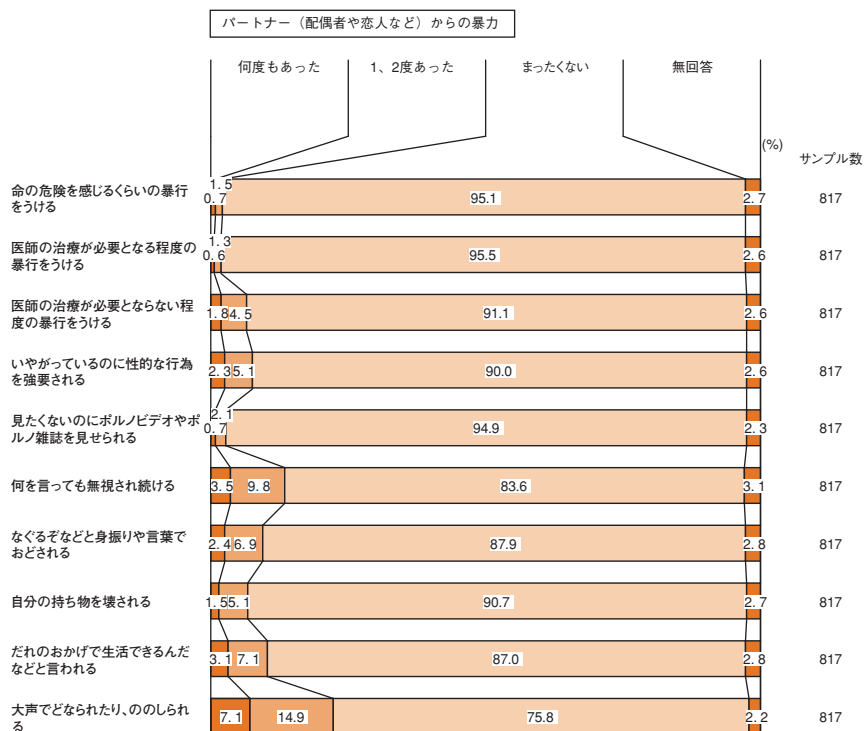 パートナー（配偶者や恋人など）からの暴力
何度もあった 1、2度あった まったくない 無回答
(%)
サンプル数
命の危険を感じるくらいの暴行
をうける
0.7 1.5 95.1 2.7 817
医師の治療が必要となる程度の
暴行をうける
0.6 1.3 95.5 2.6 817
医師の治療が必要とならない程
度の暴行をうける
1.8 4.5 91.1 2.6 817
いやがっているのに性的な行為
を強要される
2.3 5.1 90.0 2.6 817
見たくないのにポルノビデオやポ
ルノ雑誌を見せられる
0.7 2.1 94.9 2.3 817
何を言っても無視され続ける
3.5 9.8 83.6 3.1 817
なぐるぞなどと身振りや言葉で
おどされる
2.4 6.9 87.9 2.8 817
自分の持ち物を壊される
1.5 5.1 90.7 2.7 817
だれのおかげで生活できるんだ
などと言われる
3.1 7.1 87.0 2.8 817
大声でどなられたり、ののしられ
る
7.1 14.9 75.8 2.2 817